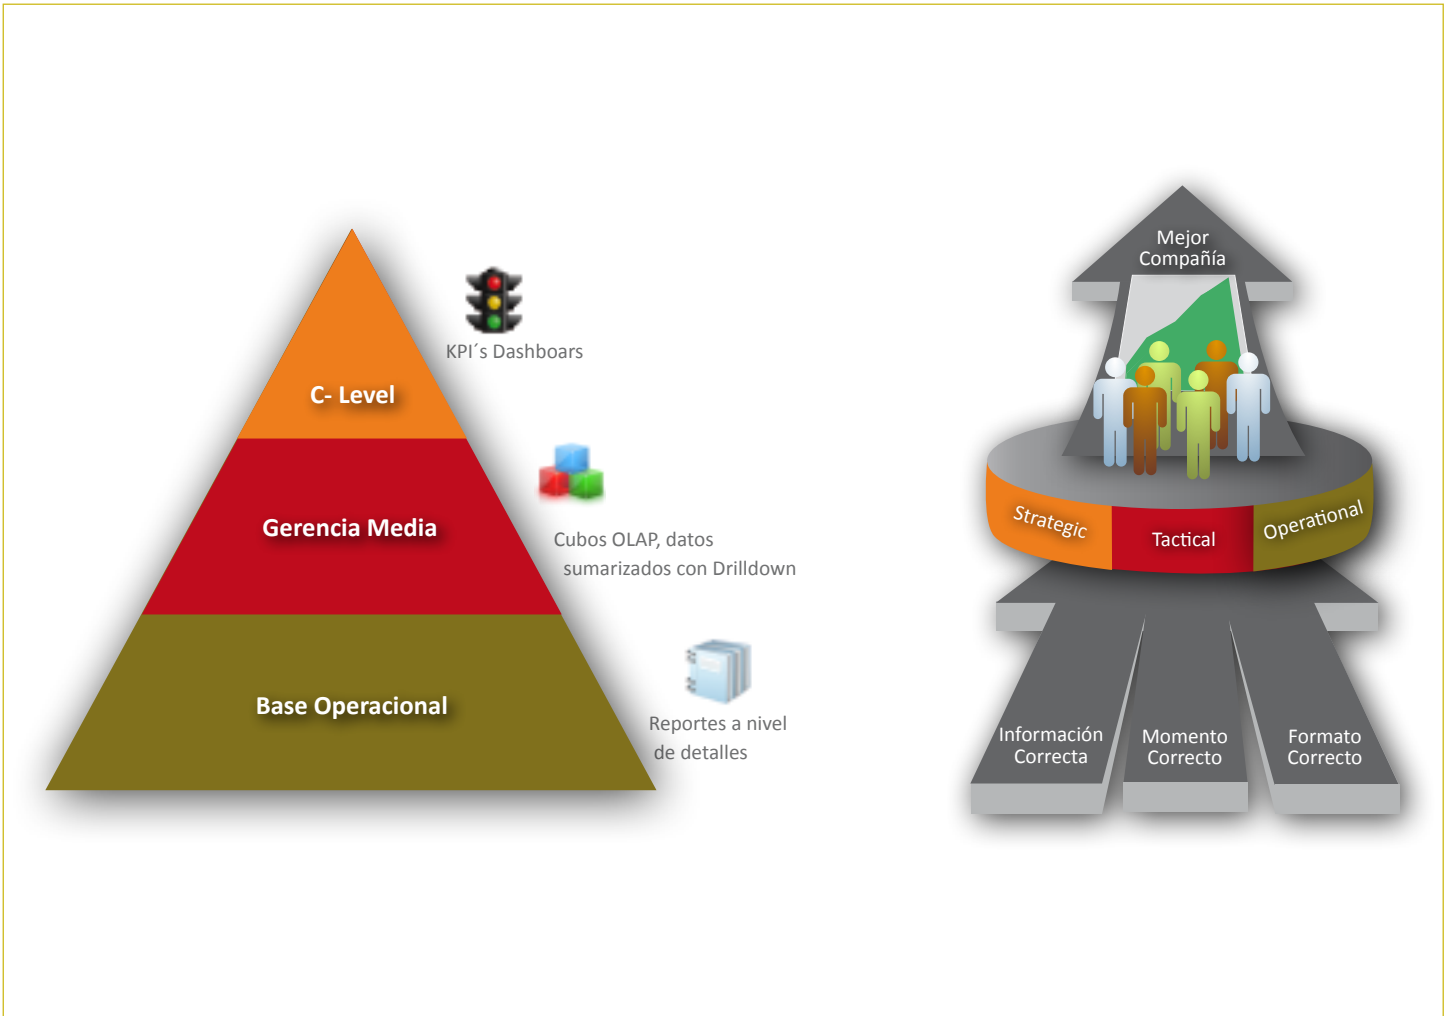 KPI´s Dashboars
C- Level
Gerencia Media
Cubos OLAP, datos
sumarizados con Drilldown
Base Operacional
Reportes a nivel
de detalles
Mejor
Compañía
Strategic
Tactical
Operational
Información
Correcta
Momento
Correcto
Formato
Correcto